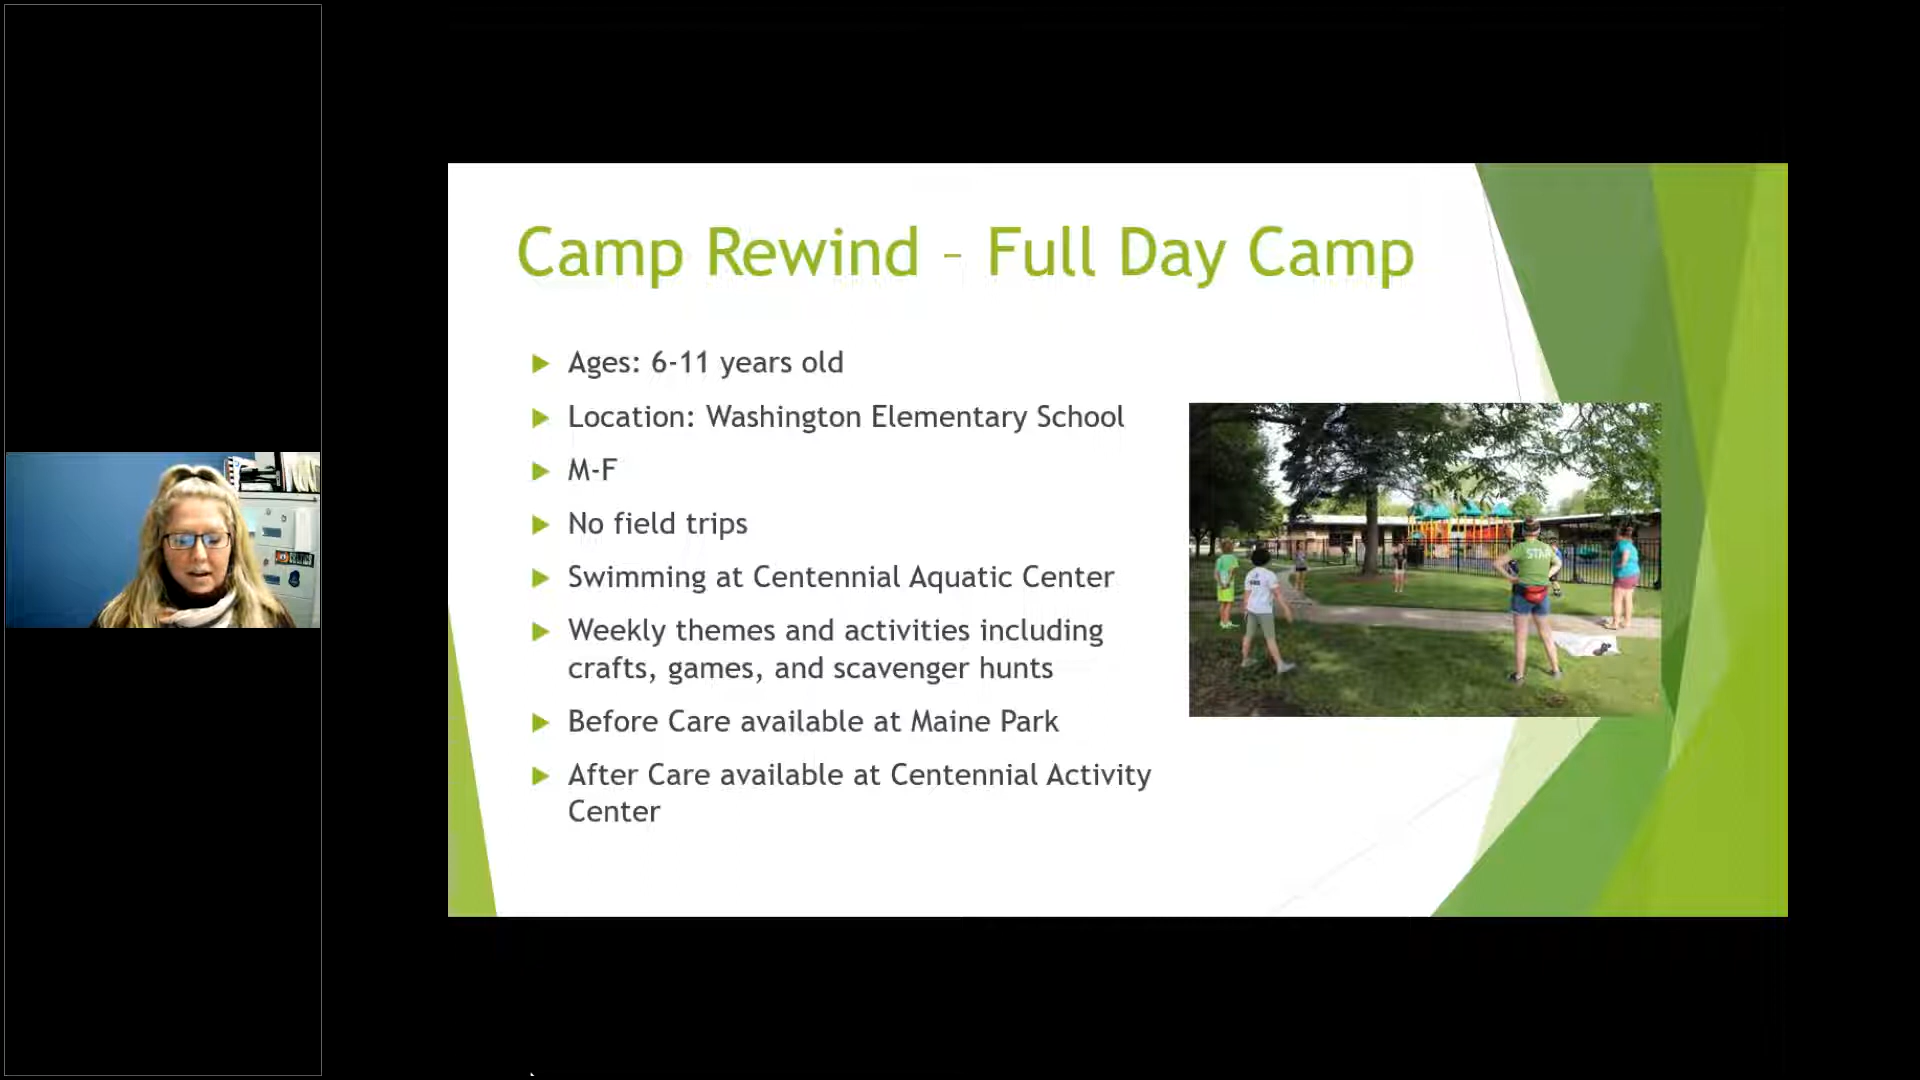 Camp Rewind – Full Day Camp
Ages: 6-11 years old
Location: Washington Elementary School
M-F
No field trips
Swimming at Centennial Aquatic Center
Weekly themes and activities including
crafts, games, and scavenger hunts
Before Care available at Maine Park
After Care available at Centennial Activity
Center